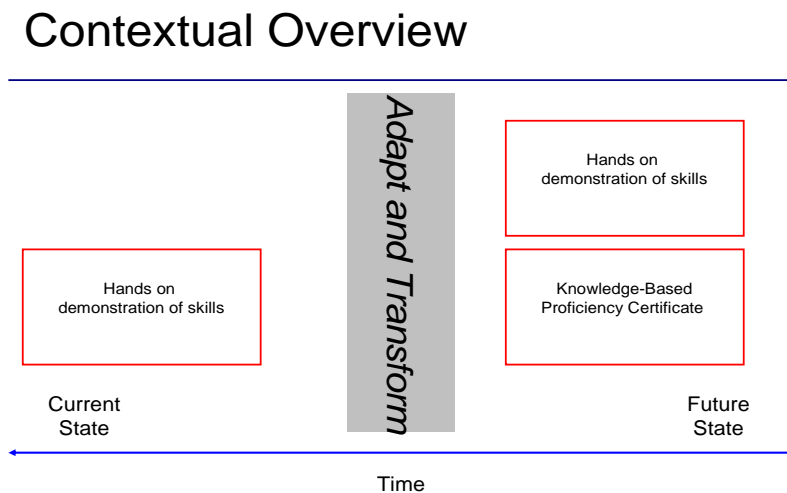 Contextual Overview
Adapt and Transform
Hands on
demonstration of skills
Hands on
demonstration of skills
Knowledge-Based
Proficiency Certificate
Current
State
Future
State
Time